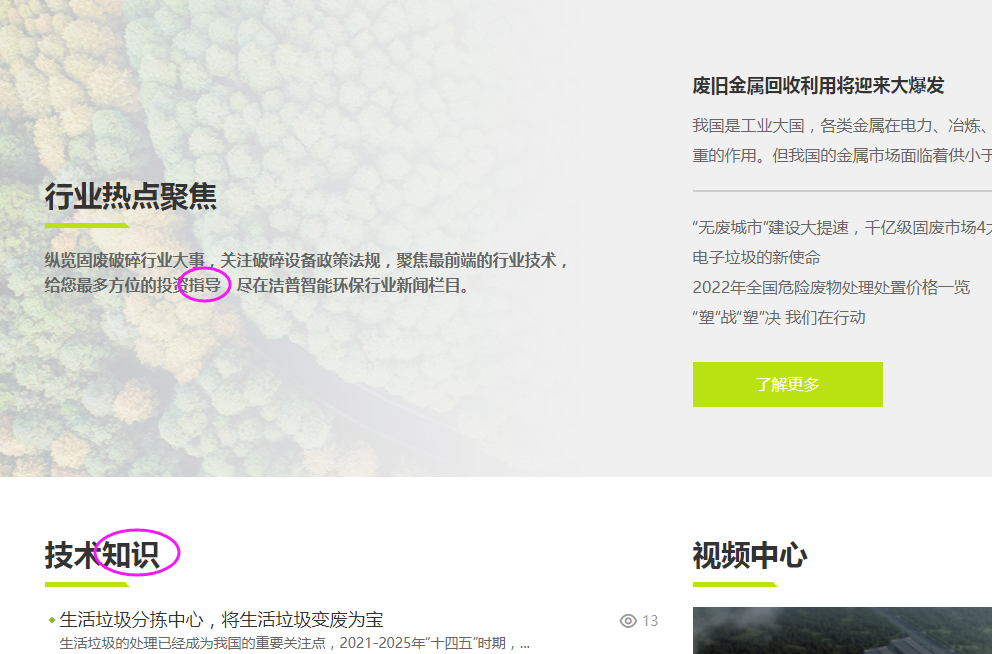 行业热点聚焦
纵览固废破碎行业大事，关注破碎设备政策法规，聚焦最前端的行业技术，
给您最多方位的投资指导，尽在洁普智能环保行业新闻栏目。
废旧金属回收利用将迎来大爆发
我国是工业大国，各类金属在电力、冶炼、
重的作用。但我国的金属市场面临着供小于
“无废城市”建设大提速，千亿级固废市场4大
电子垃圾的新使命
2022年全国危险废物处理处置价格一览
“塑”战“塑”决 我们在行动
了解更多
技术知识
生活垃圾分拣中心，将生活垃圾变废为宝
13
生活垃圾的处理已经成为我国的重要关注点，2021-2025年“十四五”时期，...
视频中心